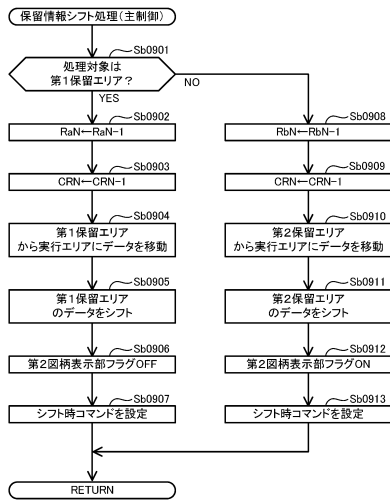 保留情報シフト処理(主制御)
Sb0901
処理対象は
第1保留エリア?
NO
YES
Sb0902
RaN←RaN-1
Sb0903
CRN←CRN-1
Sb0904
第1保留エリア
から実行エリアにデータを移動
Sb0905
第1保留エリア
のデータをシフト
Sb0906
第2図柄表示部フラグOFF
Sb0907
シフト時コマンドを設定
Sb0908
RbN←RbN-1
Sb0909
CRN←CRN-1
Sb0910
第2保留エリア
から実行エリアにデータを移動
Sb0911
第2保留エリア
のデータをシフト
Sb0912
第2図柄表示部フラグON
Sb0913
シフト時コマンドを設定
RETURN